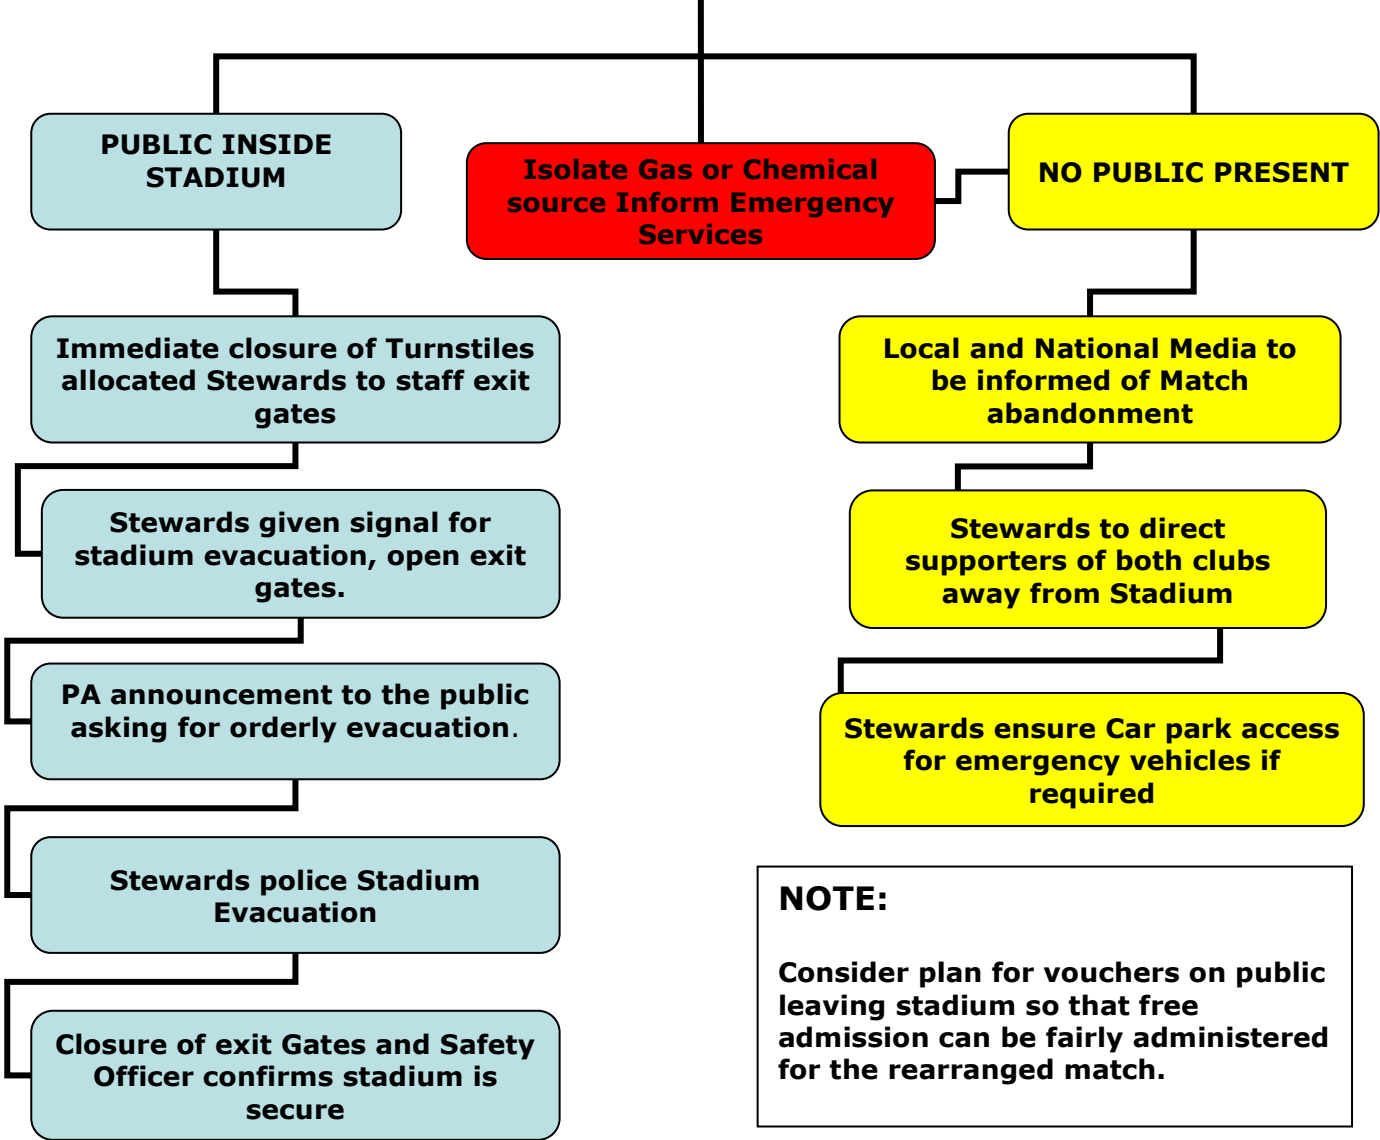 PUBLIC INSIDE
STADIUM
Isolate Gas or Chemical
source Inform Emergency
Services
NO PUBLIC PRESENT
Immediate closure of Turnstiles
allocated Stewards to staff exit
gates
Stewards given signal for
stadium evacuation, open exit
gates.
PA announcement to the public
asking for orderly evacuation.
Stewards police Stadium
Evacuation
Closure of exit Gates and Safety
Officer confirms stadium is
secure
Local and National Media to
be informed of Match
abandonment
Stewards to direct
supporters of both clubs
away from Stadium
Stewards ensure Car park access
for emergency vehicles if
required
NOTE:
Consider plan for vouchers on public
leaving stadium so that free
admission can be fairly administered
for the rearranged match.